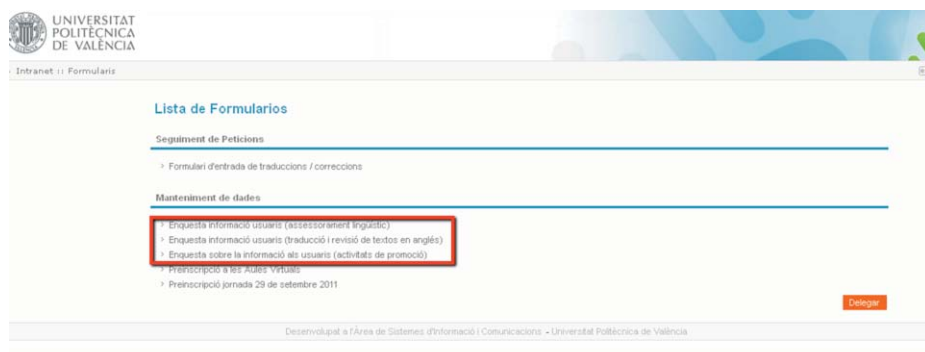 UNIVERSITAT
POLITÈCNICA
DE VALÈNCIA
Intranet :: Formularis
Lista de Formularios
Seguiment de Peticions
> Formulari d'entrada de traduccions / correccions
Manteniment de dades
> Enquesta informació usuaris (assessorament lingüístic)
> Enquesta informació usuaris (traducció i revisió de textos en anglés)
> Enquesta sobre la informació als usuaris (activitats de promoció)
> Preinscripció a les Aules Virtuals
> Preinscripció jornada 29 de setembre 2011
Delegar
Desenvolupat a l'Àrea de Sistemes d'Informació i Comunicacions - Universitat Politècnica de València